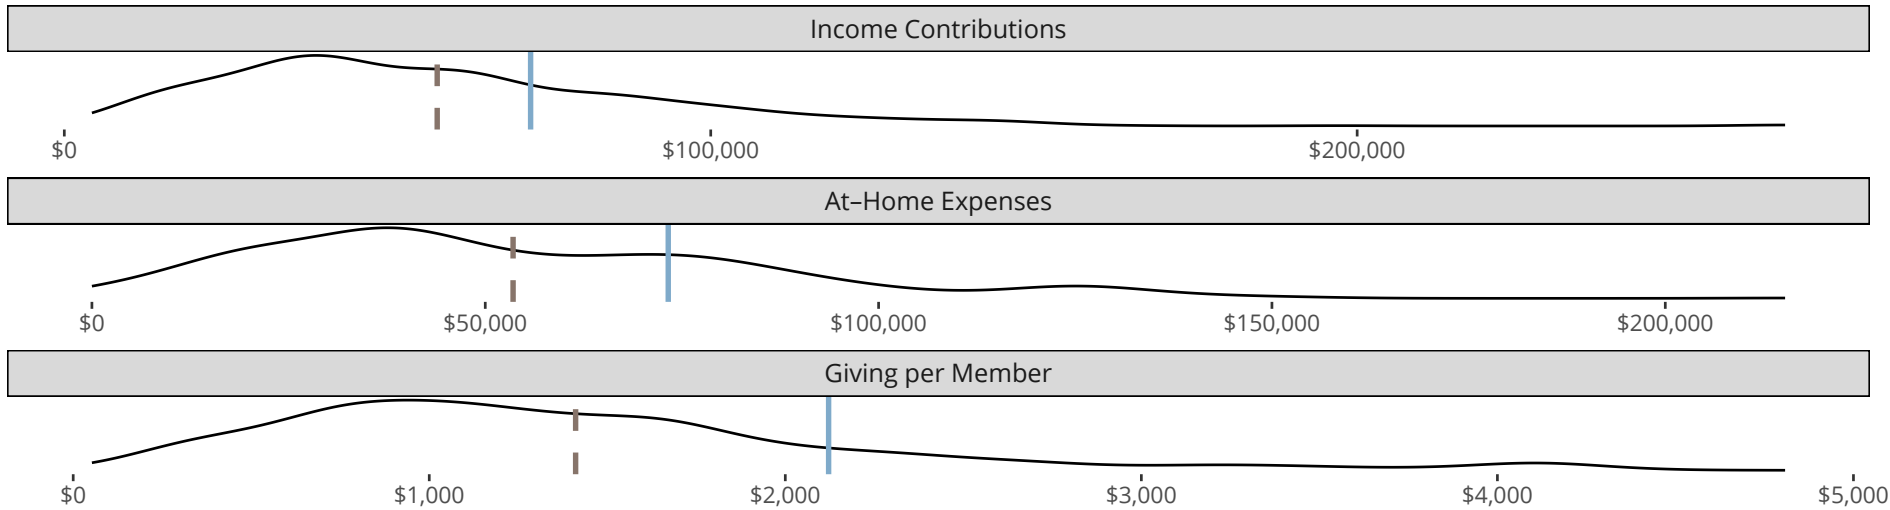 Income Contributions
$0 $100,000 $200,000
At–Home Expenses
$0 $50,000 $100,000 $150,000 $200,000
Giving per Member
$0 $1,000 $2,000 $3,000 $4,000 $5,000